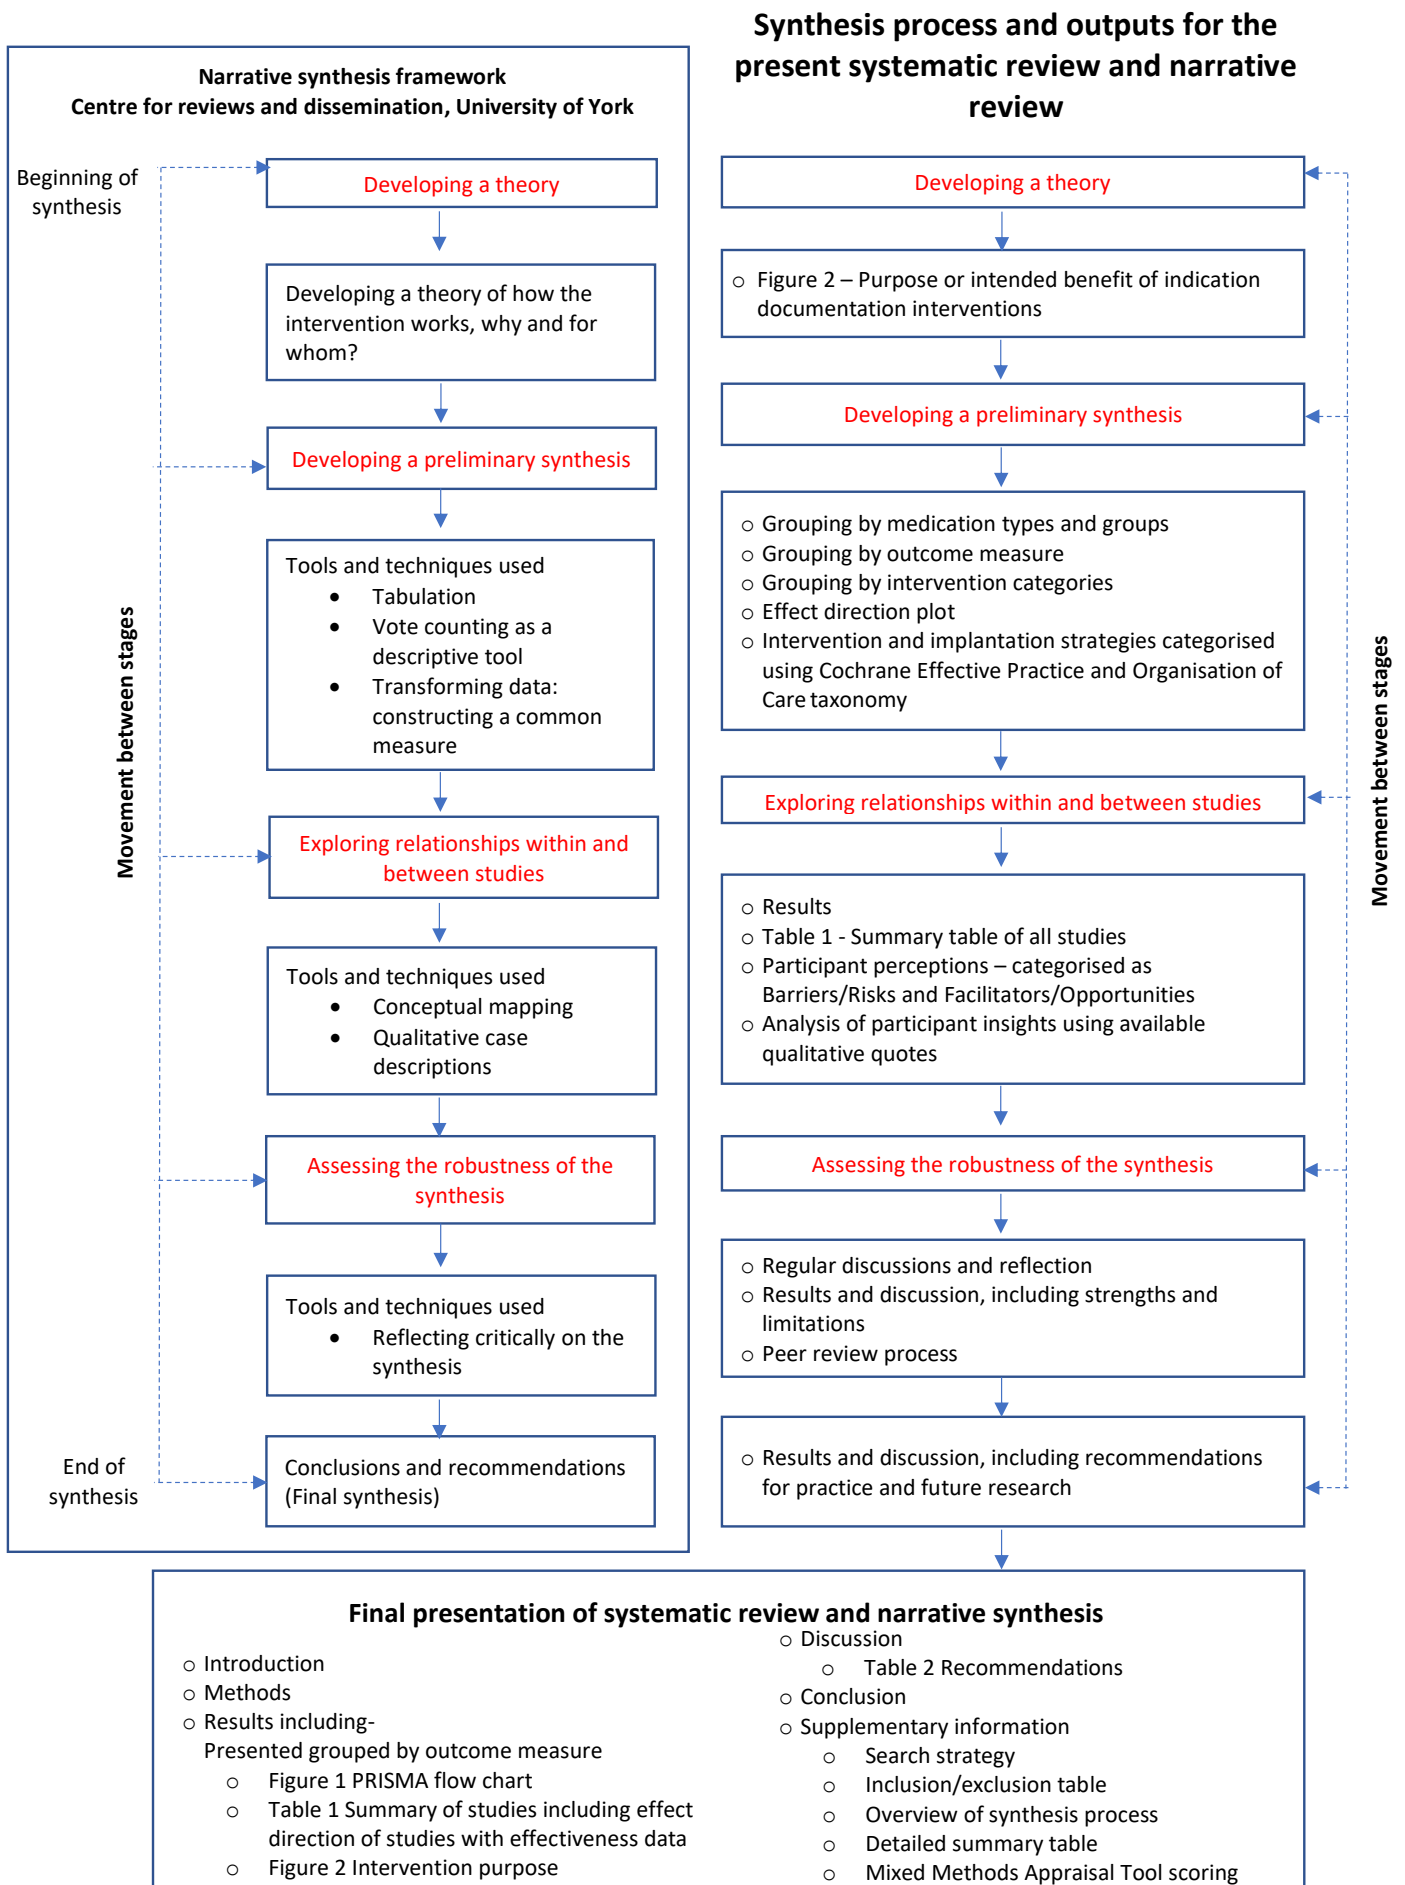 Synthesis process and outputs for the
present systematic review and narrative
review
Narrative synthesis framework
Centre for reviews and dissemination, University of York
Beginning of
synthesis
Movement between stages
End of
synthesis
Developing a theory
Developing a theory of how the
intervention works, why and for
whom?
Developing a preliminary synthesis
Tools and techniques used
• Tabulation
• Vote counting as a
descriptive tool
• Transforming data:
constructing a common
measure
Exploring relationships within and
between studies
Tools and techniques used
• Conceptual mapping
• Qualitative case
descriptions
Assessing the robustness of the
synthesis
Tools and techniques used
• Reflecting critically on the
synthesis
Conclusions and recommendations
(Final synthesis)
Developing a theory
o Figure 2 – Purpose or intended benefit of indication
documentation interventions
Developing a preliminary synthesis
o Grouping by medication types and groups
o Grouping by outcome measure
o Grouping by intervention categories
o Effect direction plot
o Intervention and implantation strategies categorised
using Cochrane Effective Practice and Organisation of
Care taxonomy
Exploring relationships within and between studies
o Results
o Table 1 - Summary table of all studies
o Participant perceptions – categorised as
Barriers/Risks and Facilitators/Opportunities
o Analysis of participant insights using available
qualitative quotes
Assessing the robustness of the synthesis
o Regular discussions and reflection
o Results and discussion, including strengths and
limitations
o Peer review process
o Results and discussion, including recommendations
for practice and future research
Movement between stages
Final presentation of systematic review and narrative synthesis
o Introduction
o Methods
o Results including-
Presented grouped by outcome measure
o Figure 1 PRISMA flow chart
o Table 1 Summary of studies including effect
direction of studies with effectiveness data
o Figure 2 Intervention purpose
o Discussion
o Table 2 Recommendations
o Conclusion
o Supplementary information
o Search strategy
o Inclusion/exclusion table
o Overview of synthesis process
o Detailed summary table
o Mixed Methods Appraisal Tool scoring